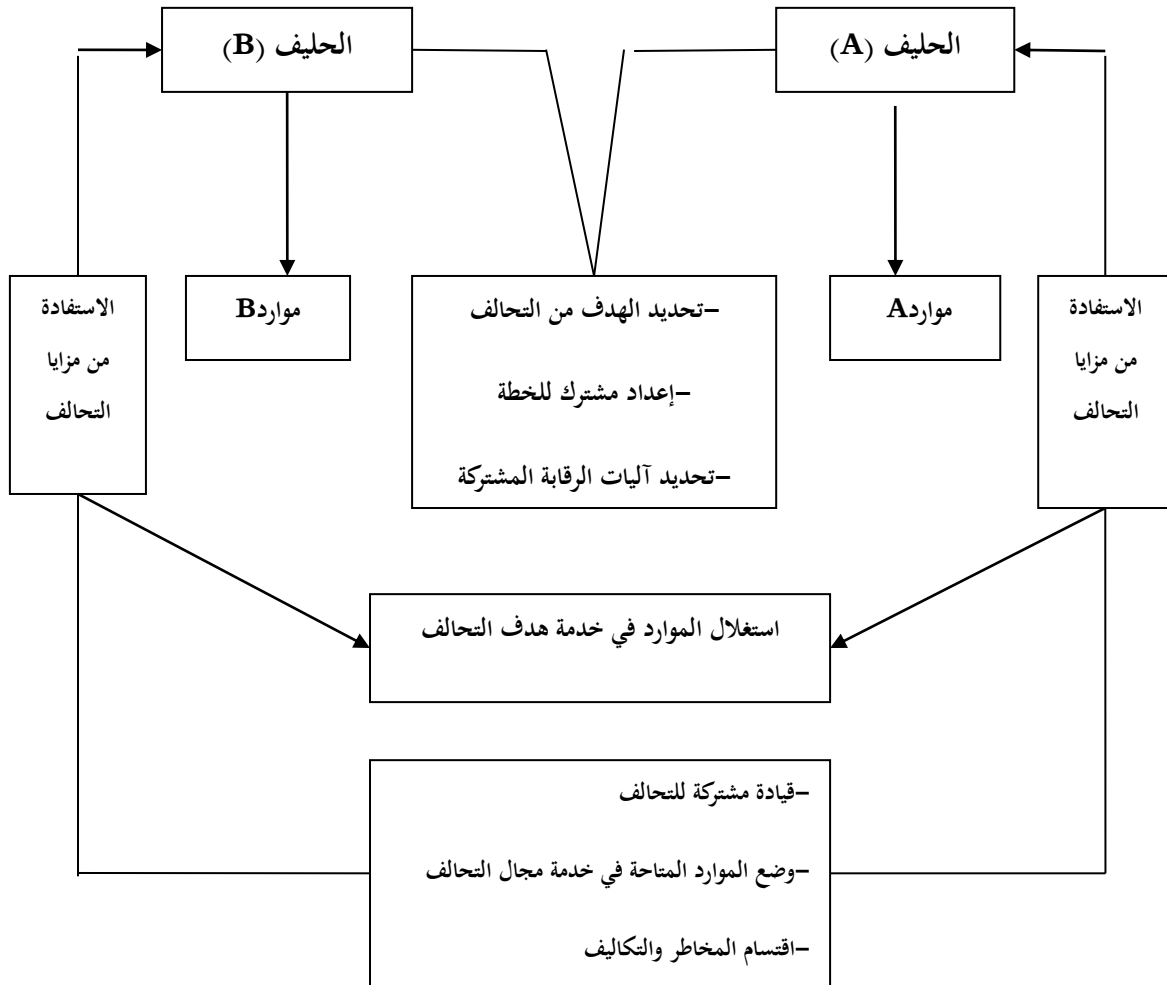 الحليف (A)
الحليف (B)
الاستفادة
من مزايا
التحالف
مواردA
–تحديد الهدف من التحالف
–إعداد مشترك للخطة
–تحديد آليات الرقابة المشتركة
مواردB
الاستفادة
من مزايا
التحالف
استغلال الموارد في خدمة هدف التحالف
–قيادة مشتركة للتحالف
–وضع الموارد المتاحة في خدمة مجال التحالف
–اقتسام المخاطر والتكاليف